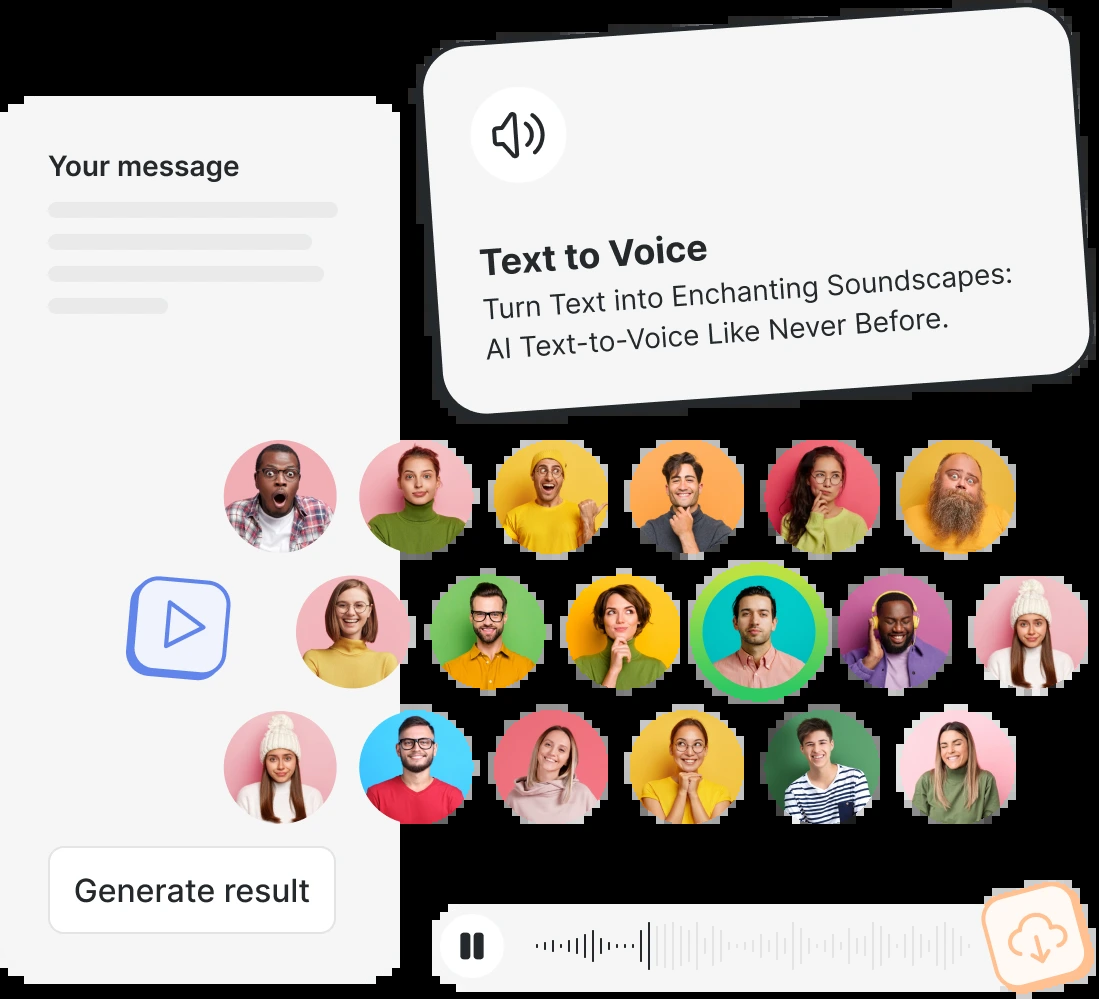 Your message
Text to Voice
Turn Text into Enchanting Soundscapes:
AI Text-to-Voice Like Never Before.
Generate result